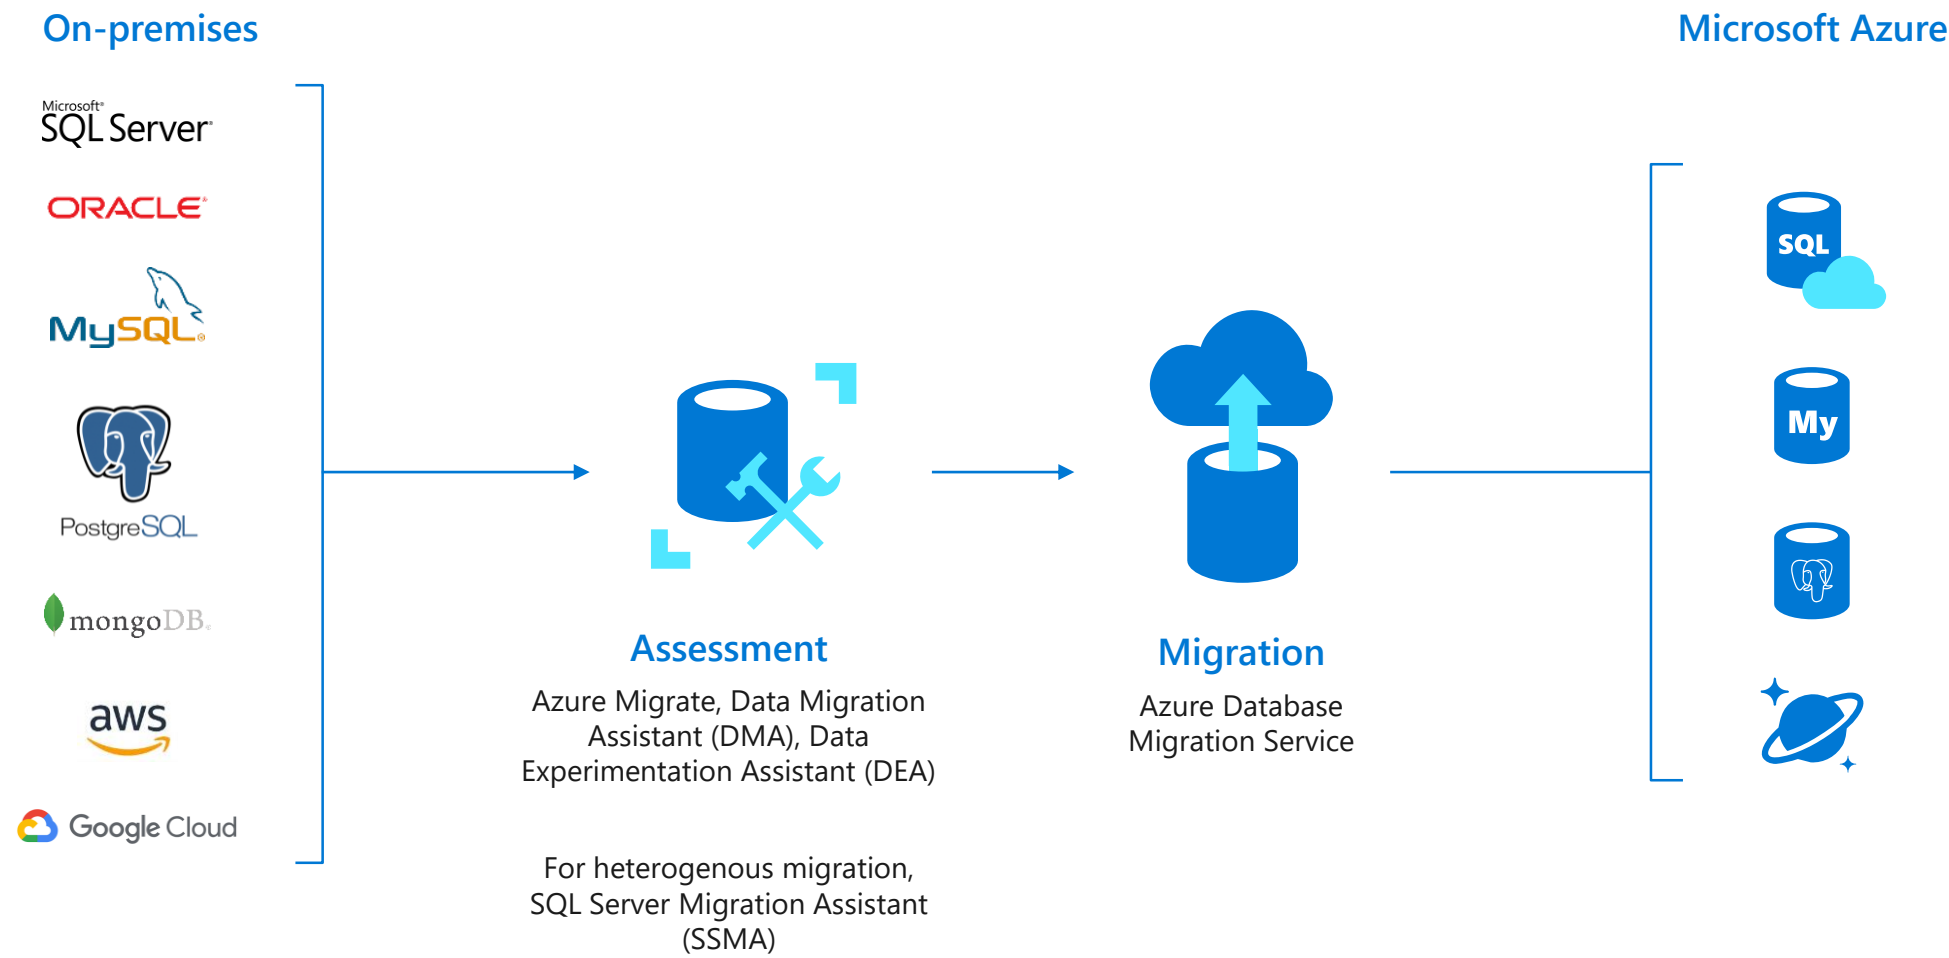 On-premises
Microsoft Azure
Microsoft®
SQL Server®
ORACLE®
MySQL®
PostgreSQL
mongoDB®
aws
Google Cloud
Assessment
Azure Migrate, Data Migration
Assistant (DMA), Data
Experimentation Assistant (DEA)
For heterogenous migration,
SQL Server Migration Assistant
(SSMA)
Migration
Azure Database
Migration Service
SQL
My